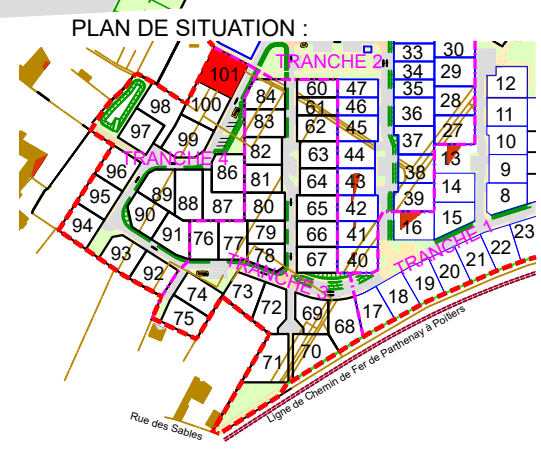 PLAN DE SITUATION :
33 30
TRANCHE 2
34 29
101
35
12
98 100 84 60 47
28
83 61 46
36
11
97 99 62 45
27
37
10
TRANCHE 4
82 63 44
13
96 86 81 64 43
38
9
95 89 88 87 80 65 42
39 14
8
94 90 91 76 77 79 66 41
16 15
23
93 78 67 40
TRANCHE 1
22
92
TRANCHE 3
21
20
74 73 72 69 68 17 18 19
75
71 70
Ligne de Chemin de Fer de Parthenay à Poitiers
Rue des Sables